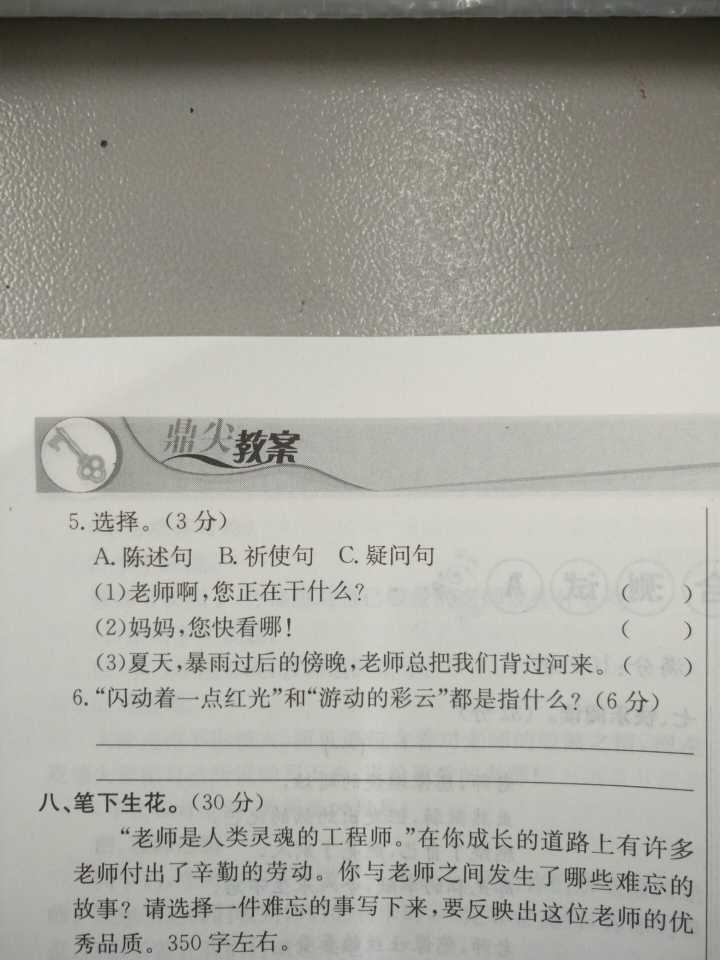 鼎尖教案
5.选择。(3分)
A.陈述句 B.祈使句 C.疑问句
(1)老师啊,您正在干什么? ( )
(2)妈妈,您快看哪! ( )
(3)夏天,暴雨过后的傍晚,老师总把我们背过河来。( )
6.“闪动着一点红光”和“游动的彩云”都是指什么?(6分)
八、笔下生花。(30分)
“老师是人类灵魂的工程师。”在你成长的道路上有许多
老师付出了辛勤的劳动。你与老师之间发生了哪些难忘的
故事? 请选择一件难忘的事写下来,要反映出这位老师的优
秀品质。350字左右。